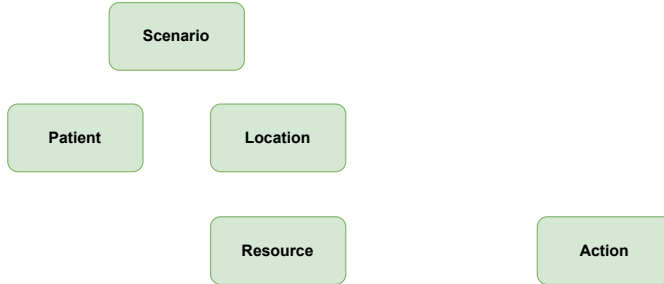 Scenario
Patient
Location
Resource
Action